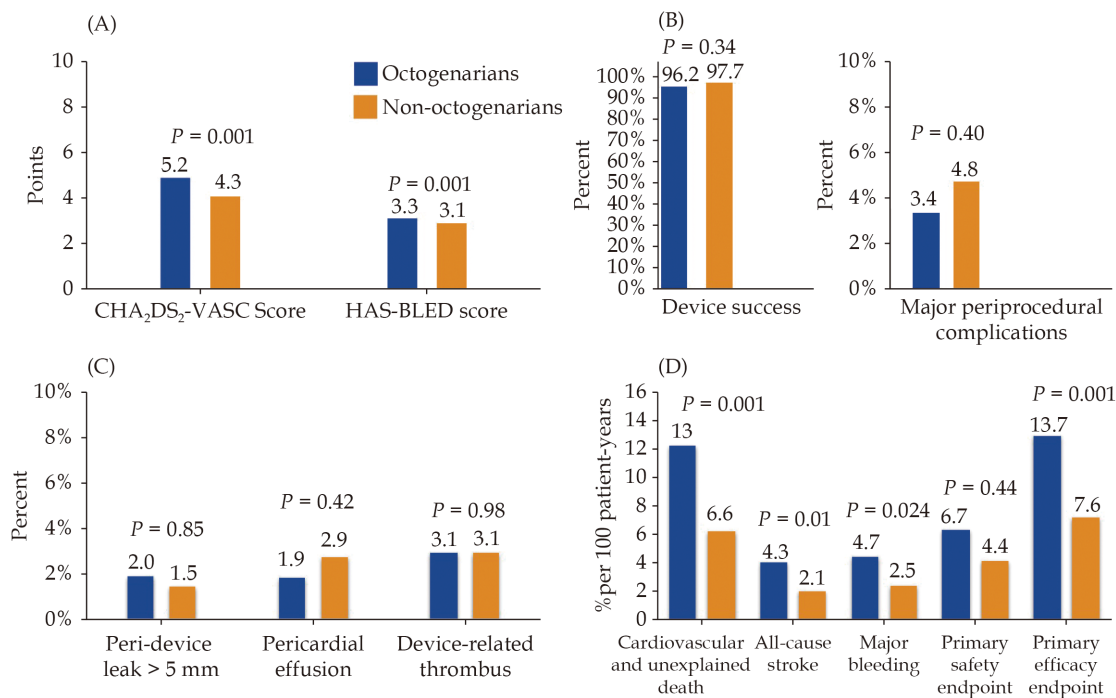 (A)
10
8
6
4
2
0
Points
Octogenarians
Non-octogenarians
P = 0.001
5.2
4.3
P = 0.001
3.3
3.1
CHA₂DS₂-VASC Score
HAS-BLED score
(B)
P = 0.34
96.2
97.7
100%
90%
80%
70%
60%
50%
40%
30%
20%
10%
0%
Percent
Device success
10%
8%
6%
4%
2%
0%
Percent
P = 0.40
3.4
4.8
Major periprocedural
complications
(C)
10%
8%
6%
4%
2%
0%
Percent
P = 0.85
2.0
1.5
P = 0.42
1.9
2.9
P = 0.98
3.1
3.1
Peri-device
leak > 5 mm
Pericardial
effusion
Device-related
thrombus
(D)
16
14
12
10
8
6
4
2
0
%per 100 patient-years
P = 0.001
13
6.6
P = 0.01
4.3
2.1
P = 0.024
4.7
2.5
P = 0.44
6.7
4.4
P = 0.001
13.7
7.6
Cardiovascular
and unexplained
death
All-cause
stroke
Major
bleeding
Primary
safety
endpoint
Primary
efficacy
endpoint